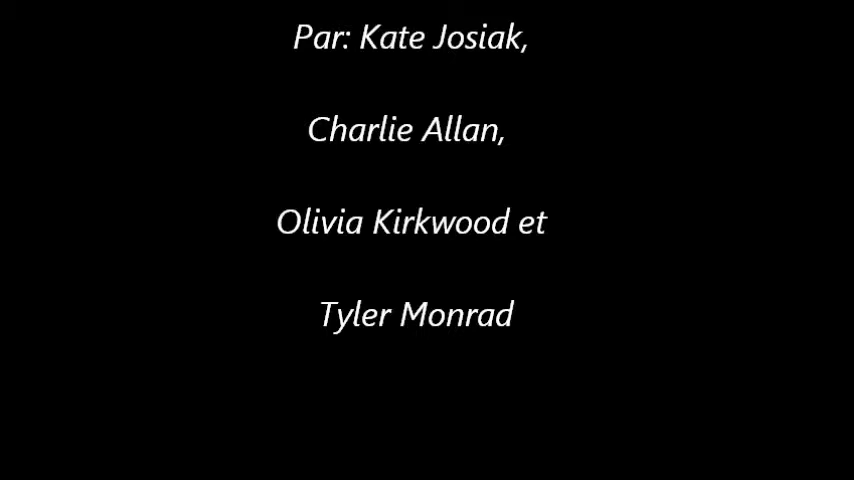 Par: Kate Josiak,
Charlie Allan,
Olivia Kirkwood et
Tyler Monrad